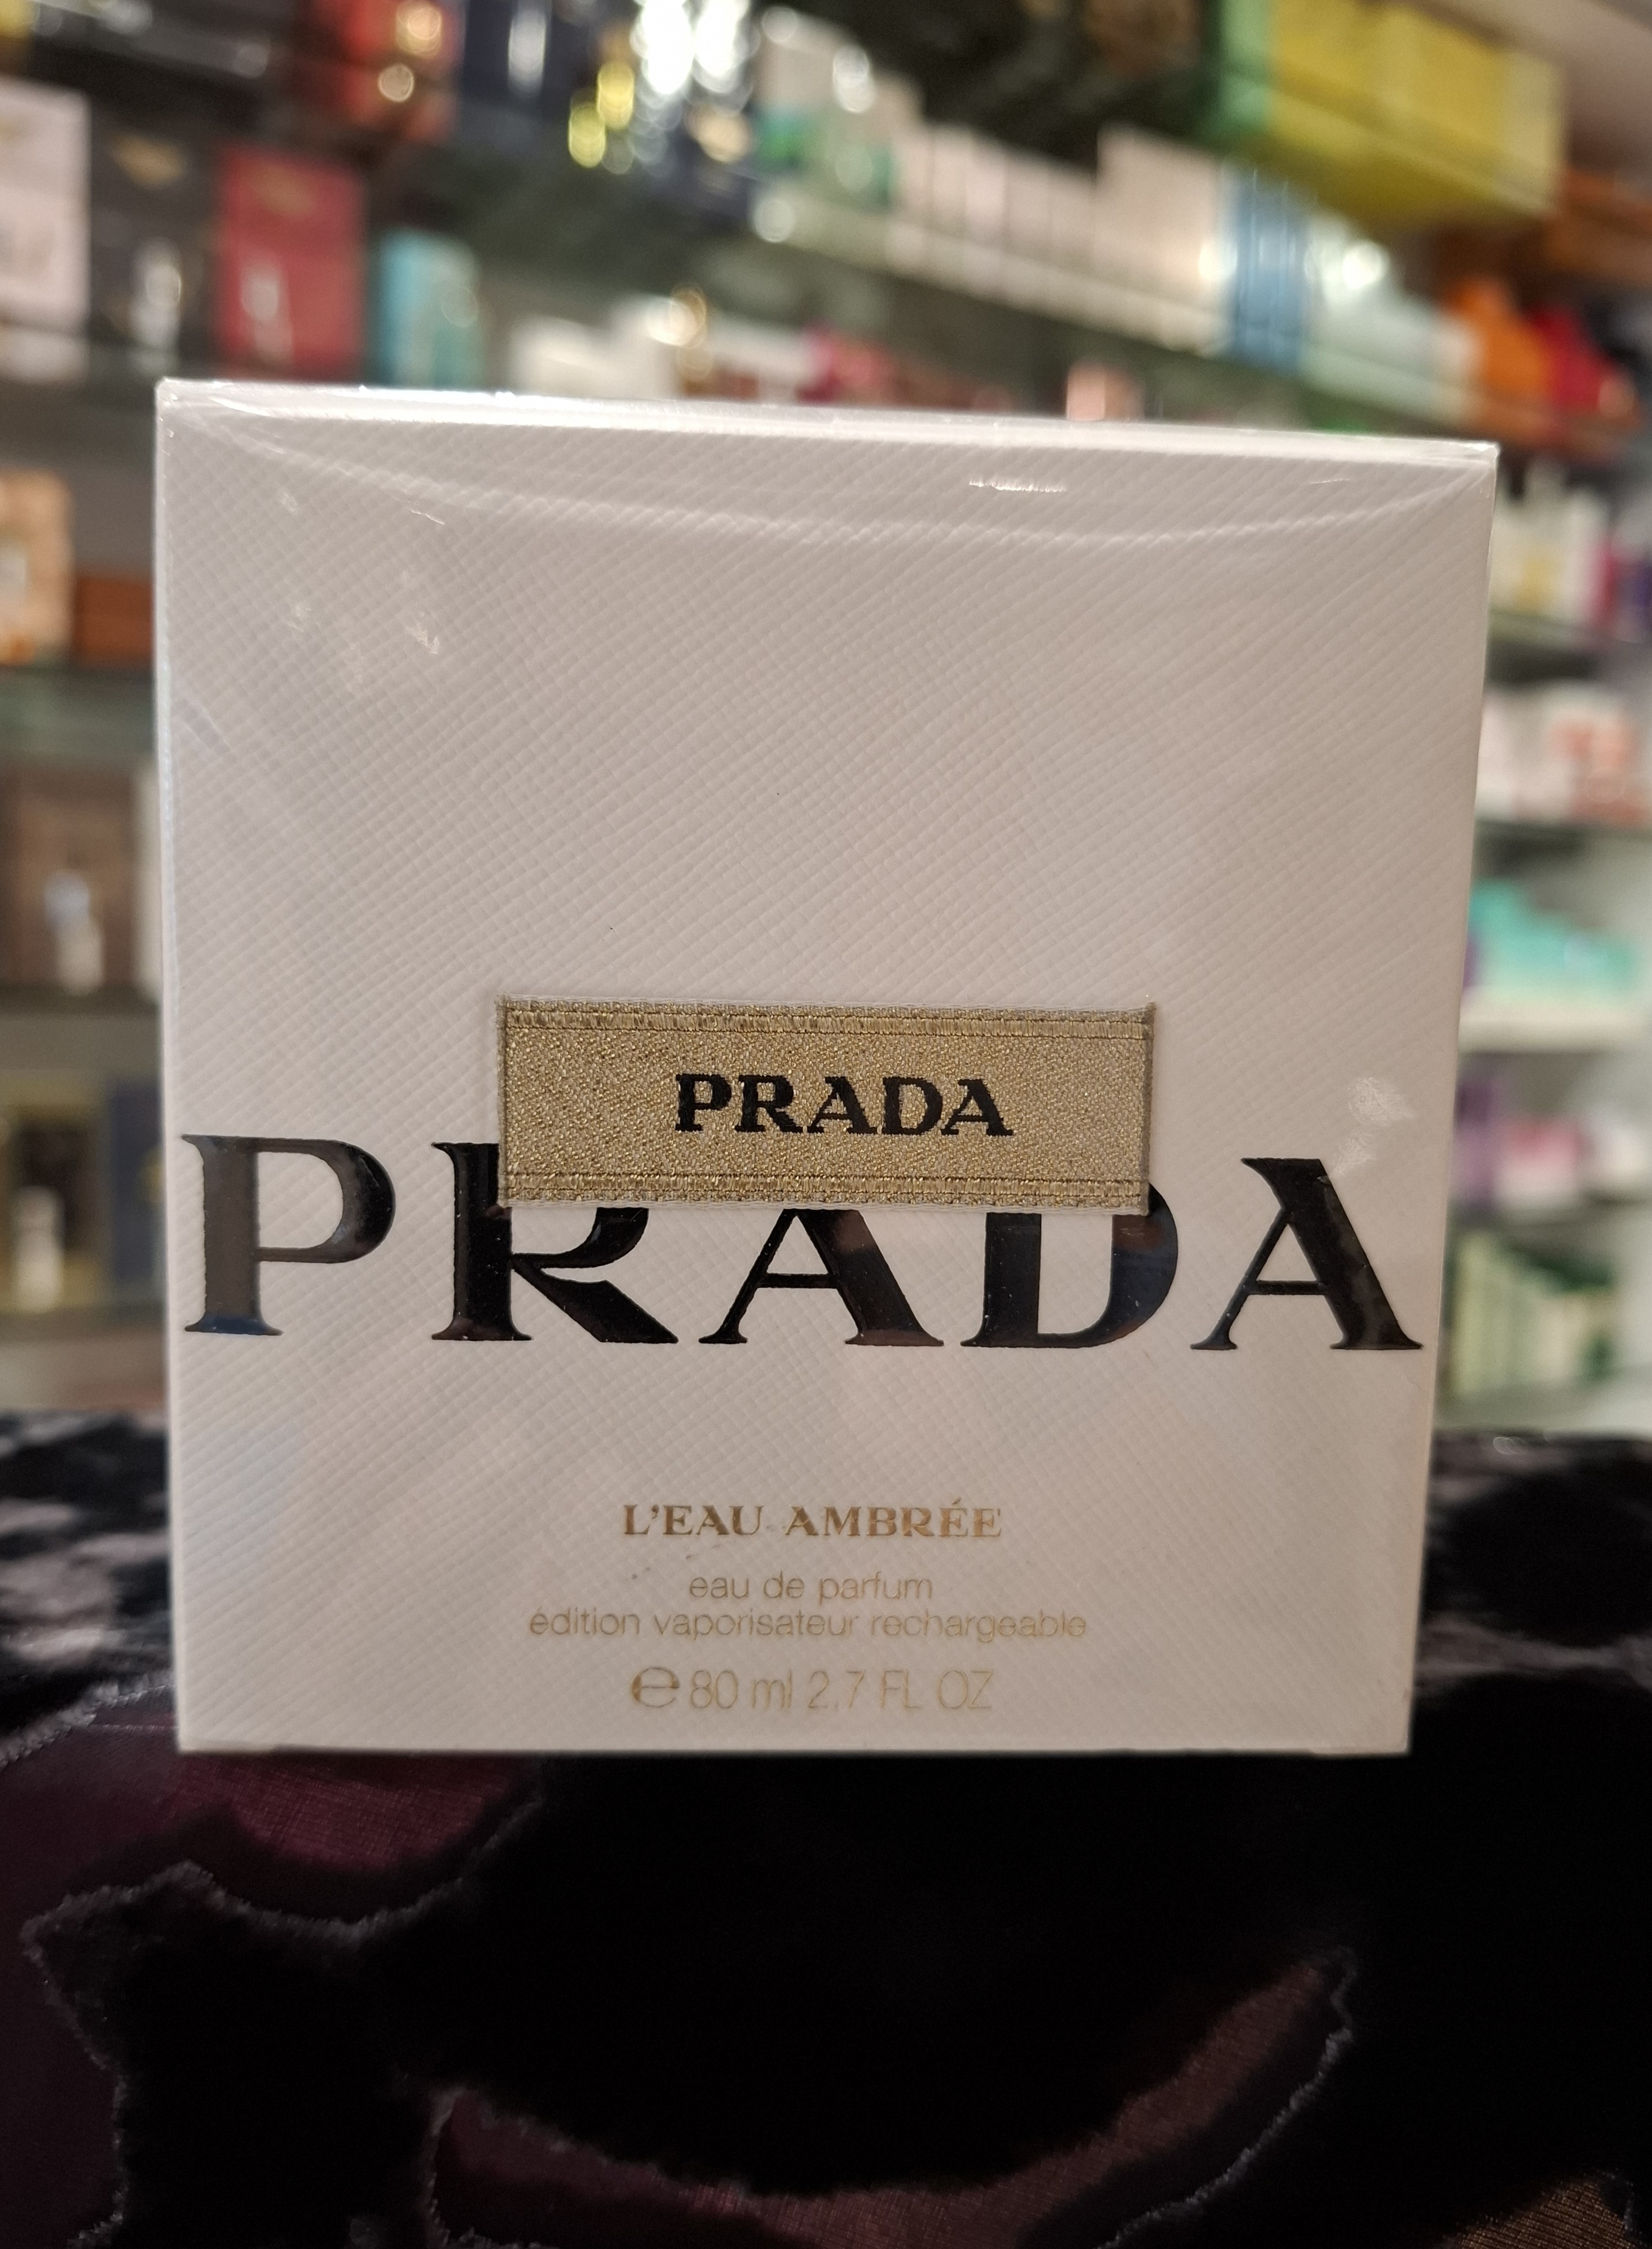 PRADA
PRADA
L'EAU AMBRÉE
eau de parfum
édition vaporisateur rechargeable
℮ 80 ml 2.7 FL OZ